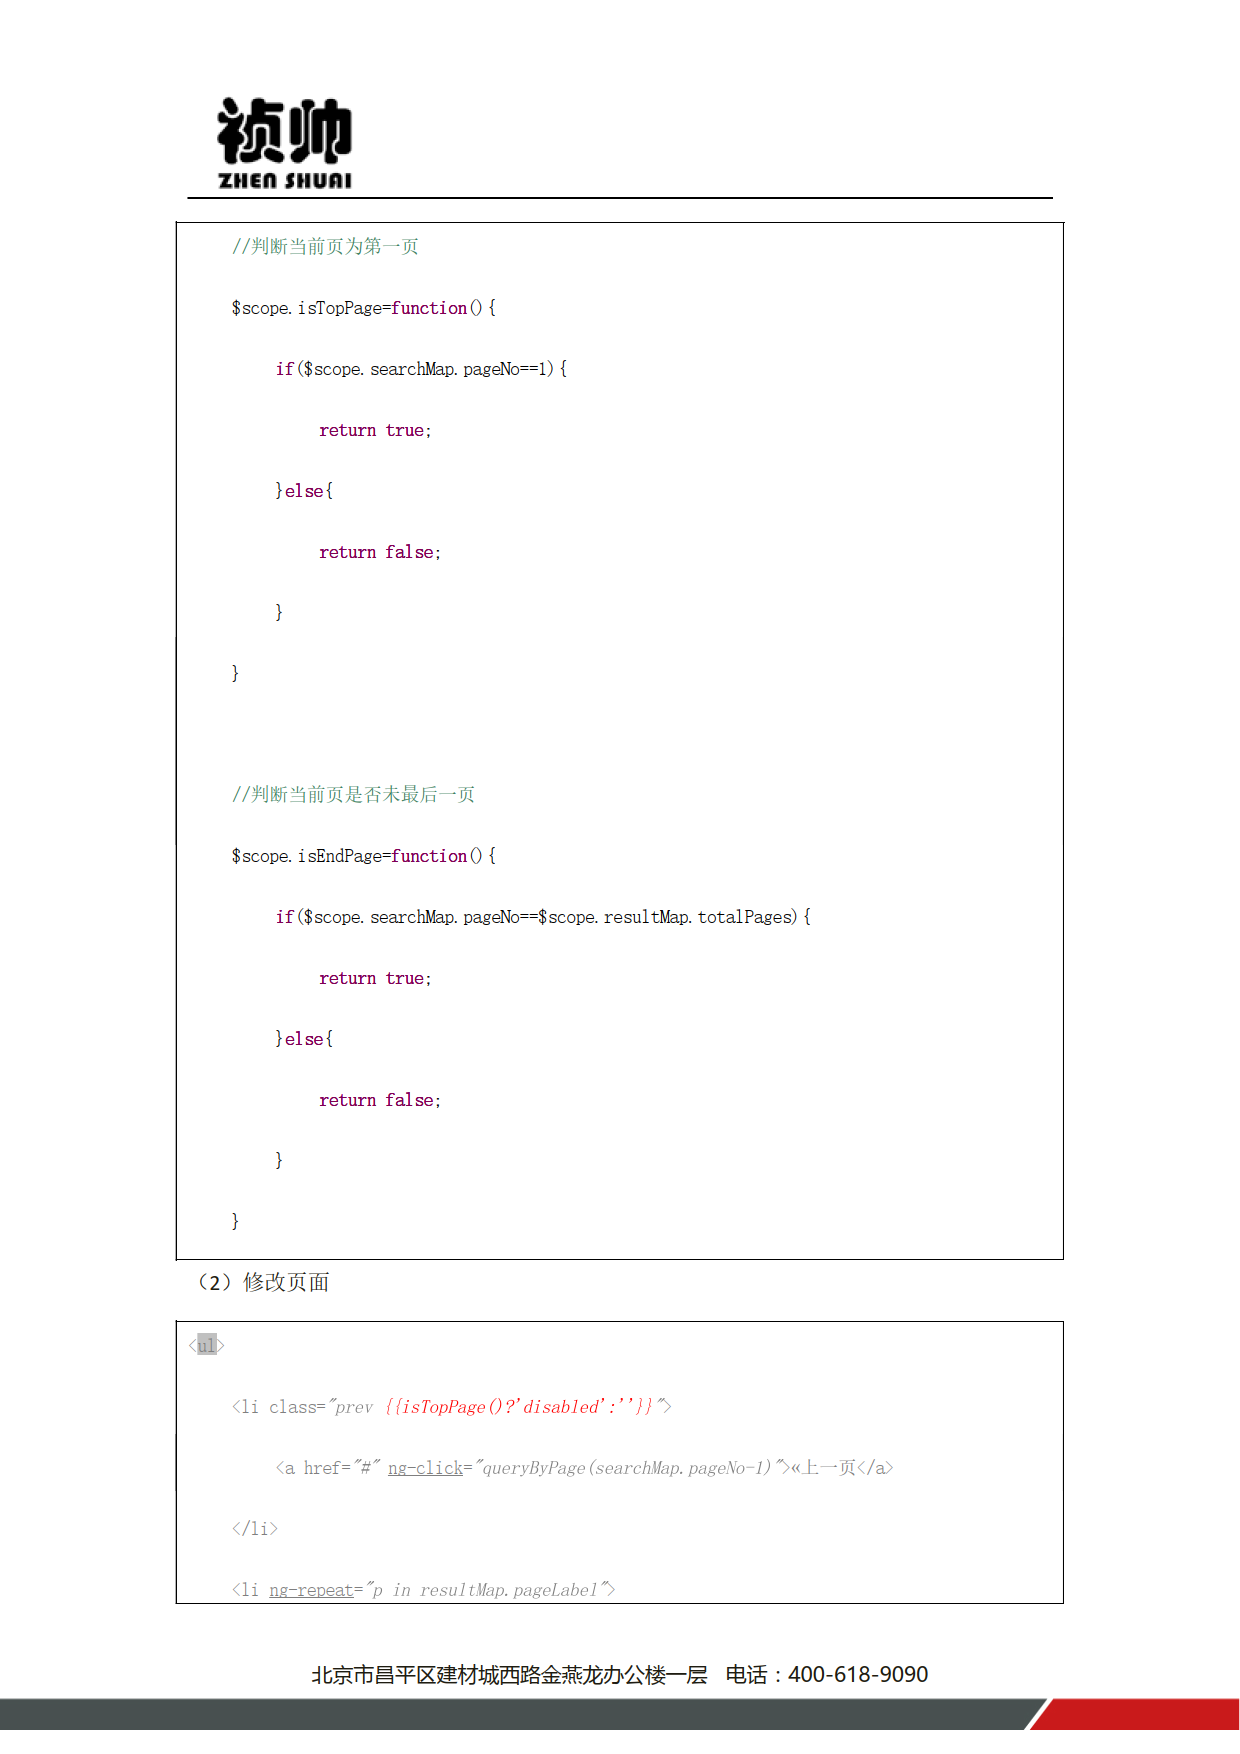 祯帅
ZHEN SHUAI
//判断当前页为第一页
$scope.isTopPage=function(){
if($scope.searchMap.pageNo==1){
return true;
}else{
return false;
}
}
//判断当前页是否未最后一页
$scope.isEndPage=function(){
if($scope.searchMap.pageNo==$scope.resultMap.totalPages){
return true;
}else{
return false;
}
}
（2）修改页面
<ul>
<li class="prev {{isTopPage()?'disabled':''}}">
<a href="#" ng-click="queryByPage(searchMap.pageNo-1)">«上一页</a>
</li>
<li ng-repeat="p in resultMap.pageLabel">
北京市昌平区建材城西路金燕龙办公楼一层 电话：400-618-9090